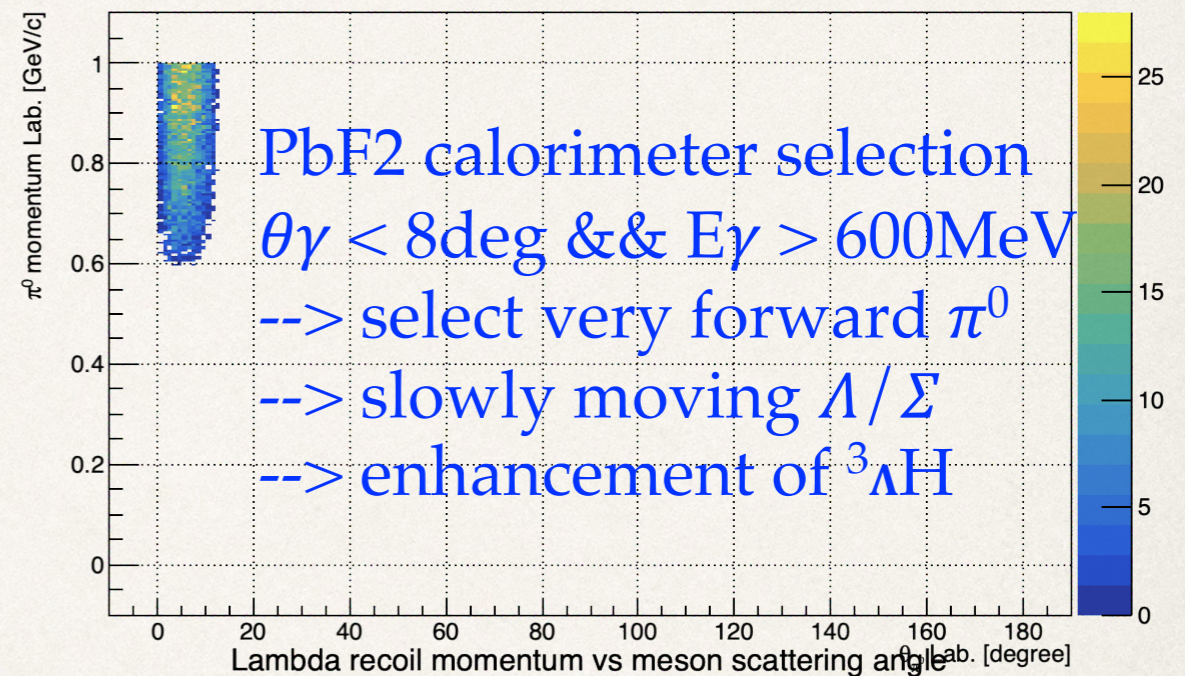 π⁰ momentum Lab. [GeV/c]
1
0.8
0.6
0.4
0.2
0
PbF2 calorimeter selection
θγ < 8deg && Eγ > 600MeV
--> select very forward π⁰
--> slowly moving Λ/Σ
--> enhancement of ³ΛH
25
20
15
10
5
0
0 20 40 60 80 100 120 140 160 180
Lab. [degree]
Lambda recoil momentum vs meson scattering angle